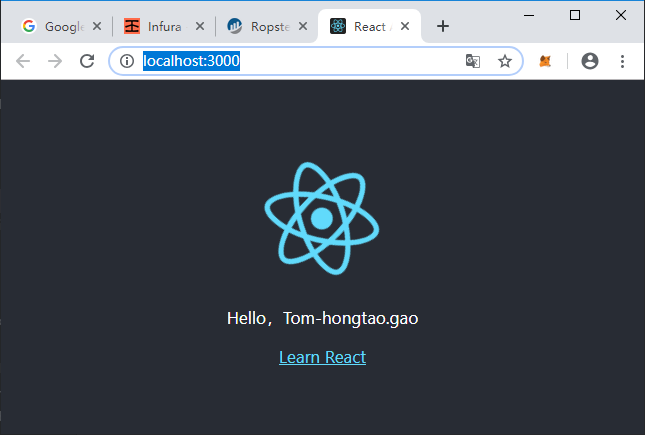 Google
Infura
Ropste
React
localhost:3000
Hello，Tom-hongtao.gao
Learn React